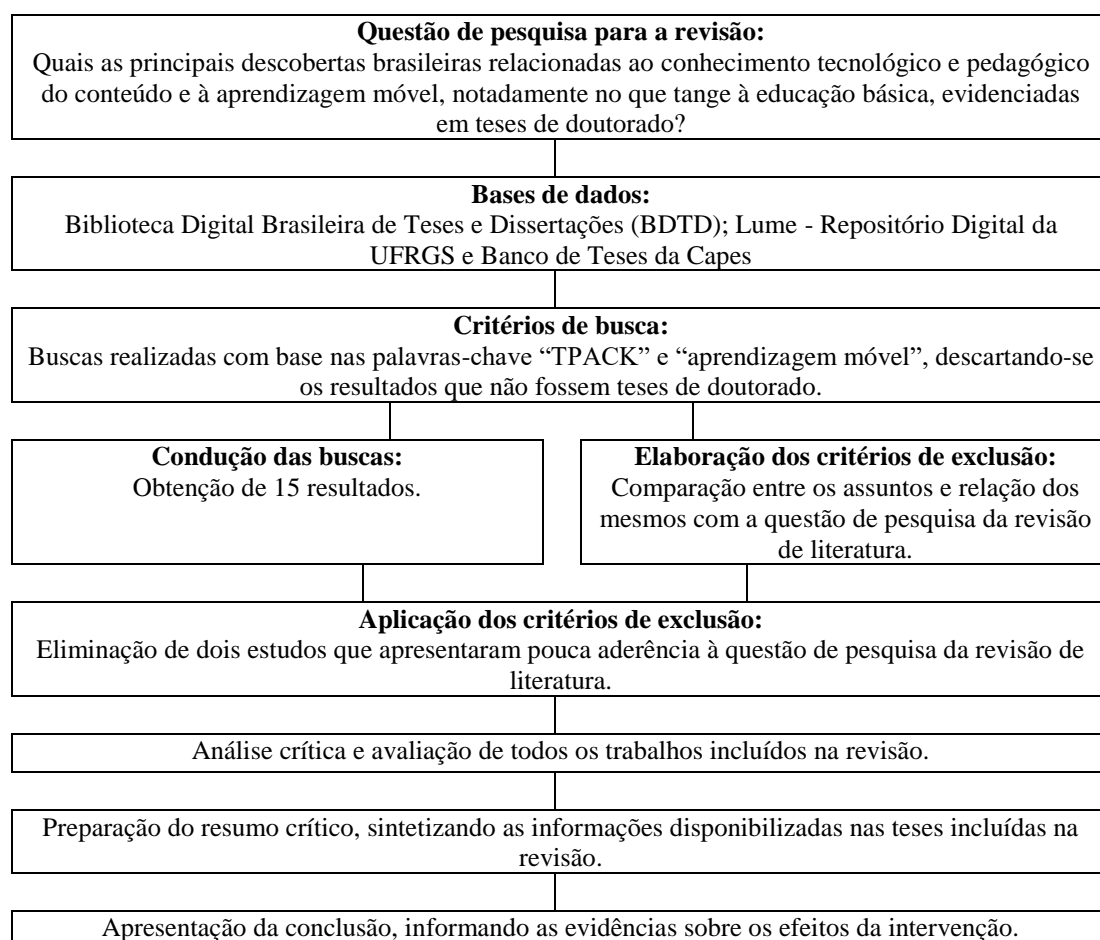 Questão de pesquisa para a revisão:
Quais as principais descobertas brasileiras relacionadas ao conhecimento tecnológico e pedagógico
do conteúdo e à aprendizagem móvel, notadamente no que tange à educação básica, evidenciadas
em teses de doutorado?
Bases de dados:
Biblioteca Digital Brasileira de Teses e Dissertações (BDTD); Lume - Repositório Digital da
UFRGS e Banco de Teses da Capes
Critérios de busca:
Buscas realizadas com base nas palavras-chave “TPACK” e “aprendizagem móvel”, descartando-se
os resultados que não fossem teses de doutorado.
Condução das buscas:
Obtenção de 15 resultados.
Elaboração dos critérios de exclusão:
Comparação entre os assuntos e relação dos
mesmos com a questão de pesquisa da revisão
de literatura.
Aplicação dos critérios de exclusão:
Eliminação de dois estudos que apresentaram pouca aderência à questão de pesquisa da revisão de
literatura.
Análise crítica e avaliação de todos os trabalhos incluídos na revisão.
Preparação do resumo crítico, sintetizando as informações disponibilizadas nas teses incluídas na
revisão.
Apresentação da conclusão, informando as evidências sobre os efeitos da intervenção.